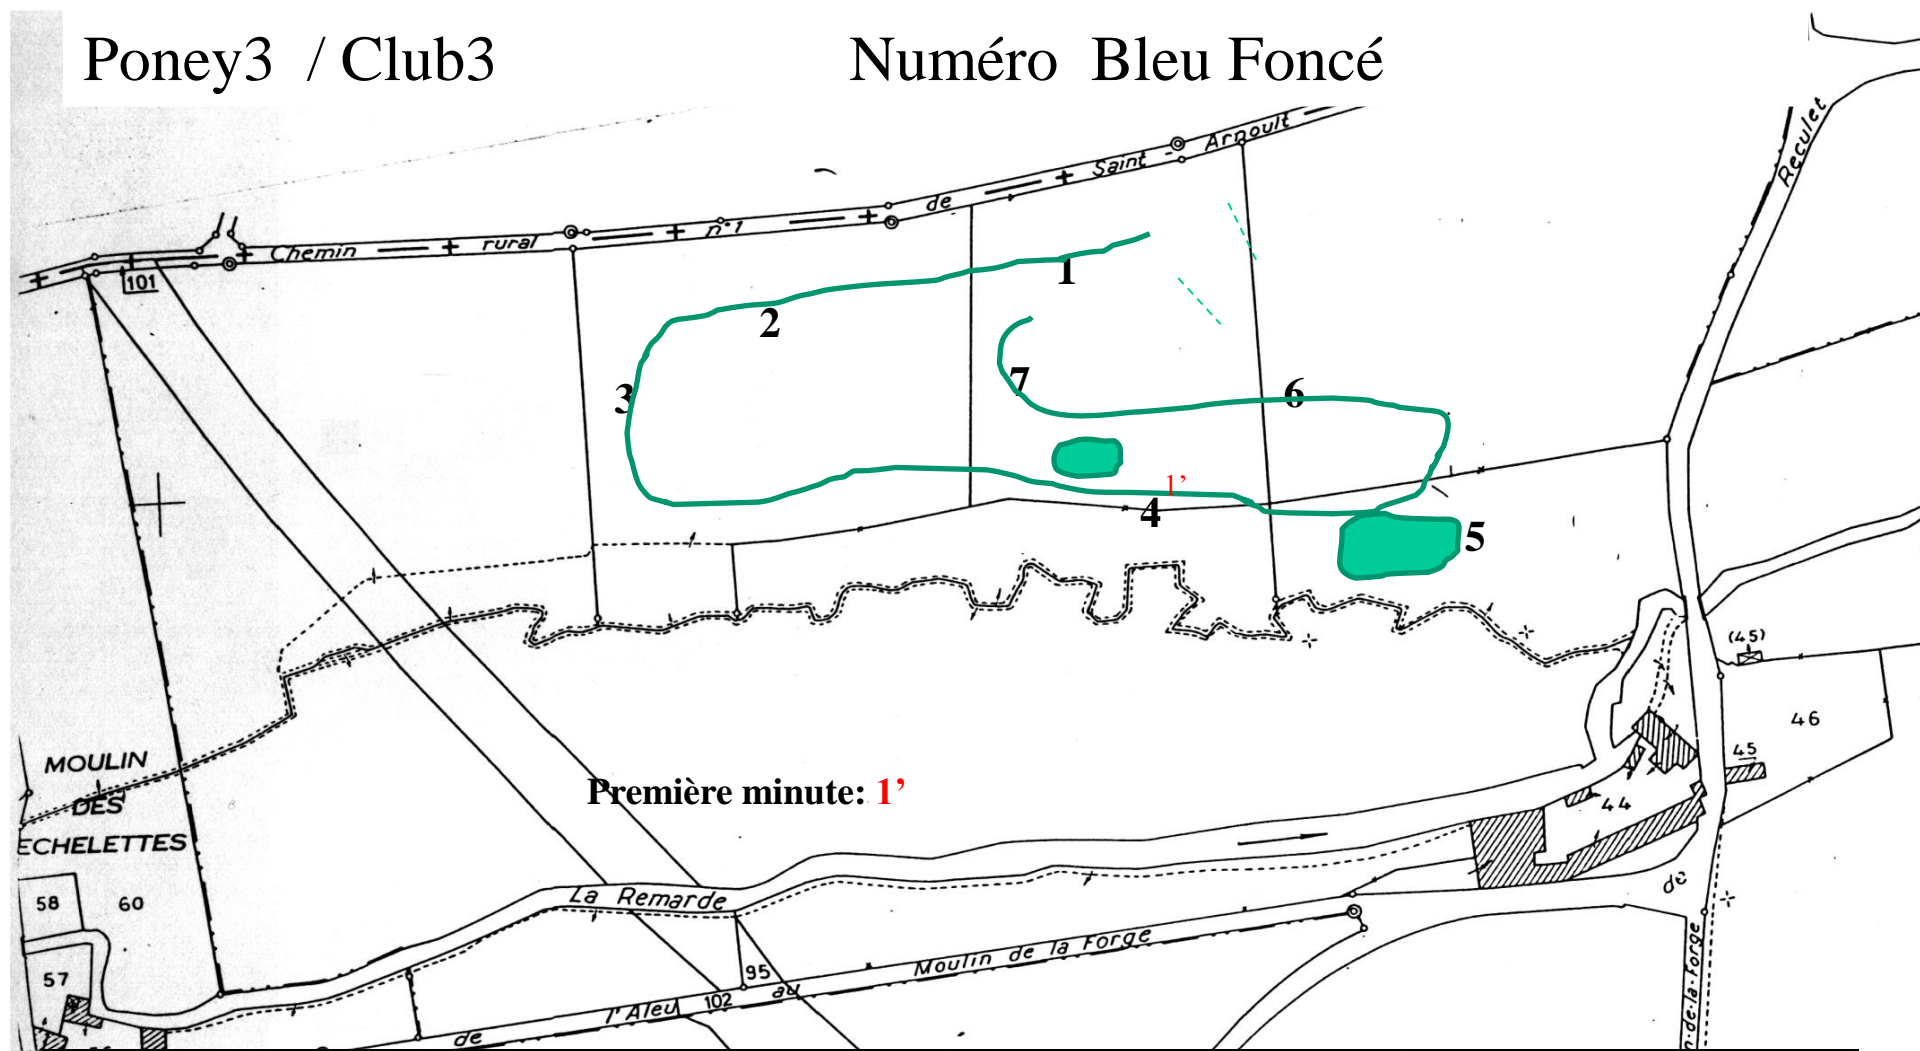 Poney3 / Club3
Numéro Bleu Foncé
Reculet
Chemin rural n°1 de Saint-Arnoult
101
1
2
3
7
6
1’
4
5
(45)
46
45
44
MOULIN
DES
ECHELETTES
Première minute: 1’
58
60
57
La Remarde
95
102
de l'Aleu au Moulin de la Forge
de
n-de-la-Forge